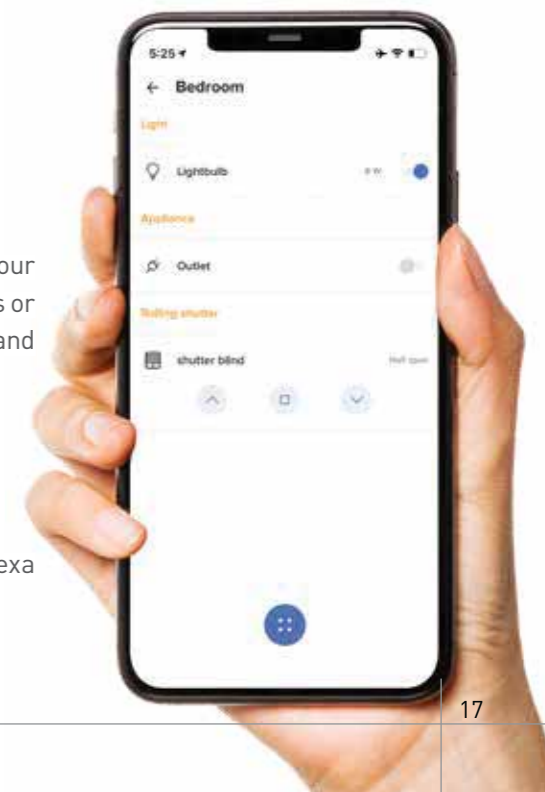 5:25
Bedroom
Light
Lightbulb
Appliance
our
Outlet
s or
and
Rolling shutter
shutter blind
Half open
exa
17